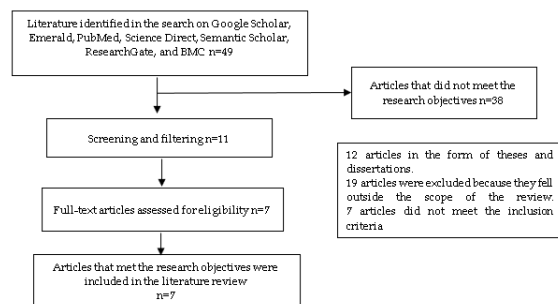 Literature identified in the search on Google Scholar,
Emerald, PubMed, Science Direct, Semantic Scholar,
ResearchGate, and BMC n=49
Articles that did not meet the
research objectives n=38
Screening and filtering n=11
12 articles in the form of theses and
dissertations.
19 articles were excluded because they fell
outside the scope of the review.
7 articles did not meet the inclusion
criteria
Full-text articles assessed for eligibility n=7
Articles that met the research objectives were
included in the literature review
n=7